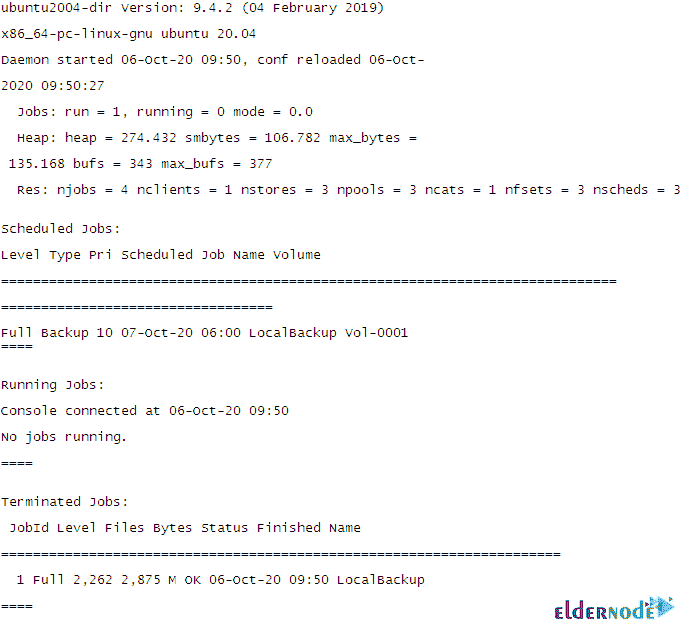 ubuntu2004-dir Version: 9.4.2 (04 February 2019)
x86_64-pc-linux-gnu ubuntu 20.04
Daemon started 06-Oct-20 09:50, conf reloaded 06-Oct-
2020 09:50:27
Jobs: run = 1, running = 0 mode = 0.0
Heap: heap = 274.432 smbytes = 106.782 max_bytes =
135.168 bufs = 343 max_bufs = 377
Res: njobs = 4 nclients = 1 nstores = 3 npools = 3 ncats = 1 nfsets = 3 nscheds = 3
Scheduled Jobs:
Level Type Pri Scheduled Job Name Volume
=============================================================================
==================================
Full Backup 10 07-Oct-20 06:00 LocalBackup Vol-0001
====
Running Jobs:
Console connected at 06-Oct-20 09:50
No jobs running.
====
Terminated Jobs:
JobId Level Files Bytes Status Finished Name
======================================================================
1 Full 2,262 2,875 M OK 06-Oct-20 09:50 LocalBackup
====
elderNode